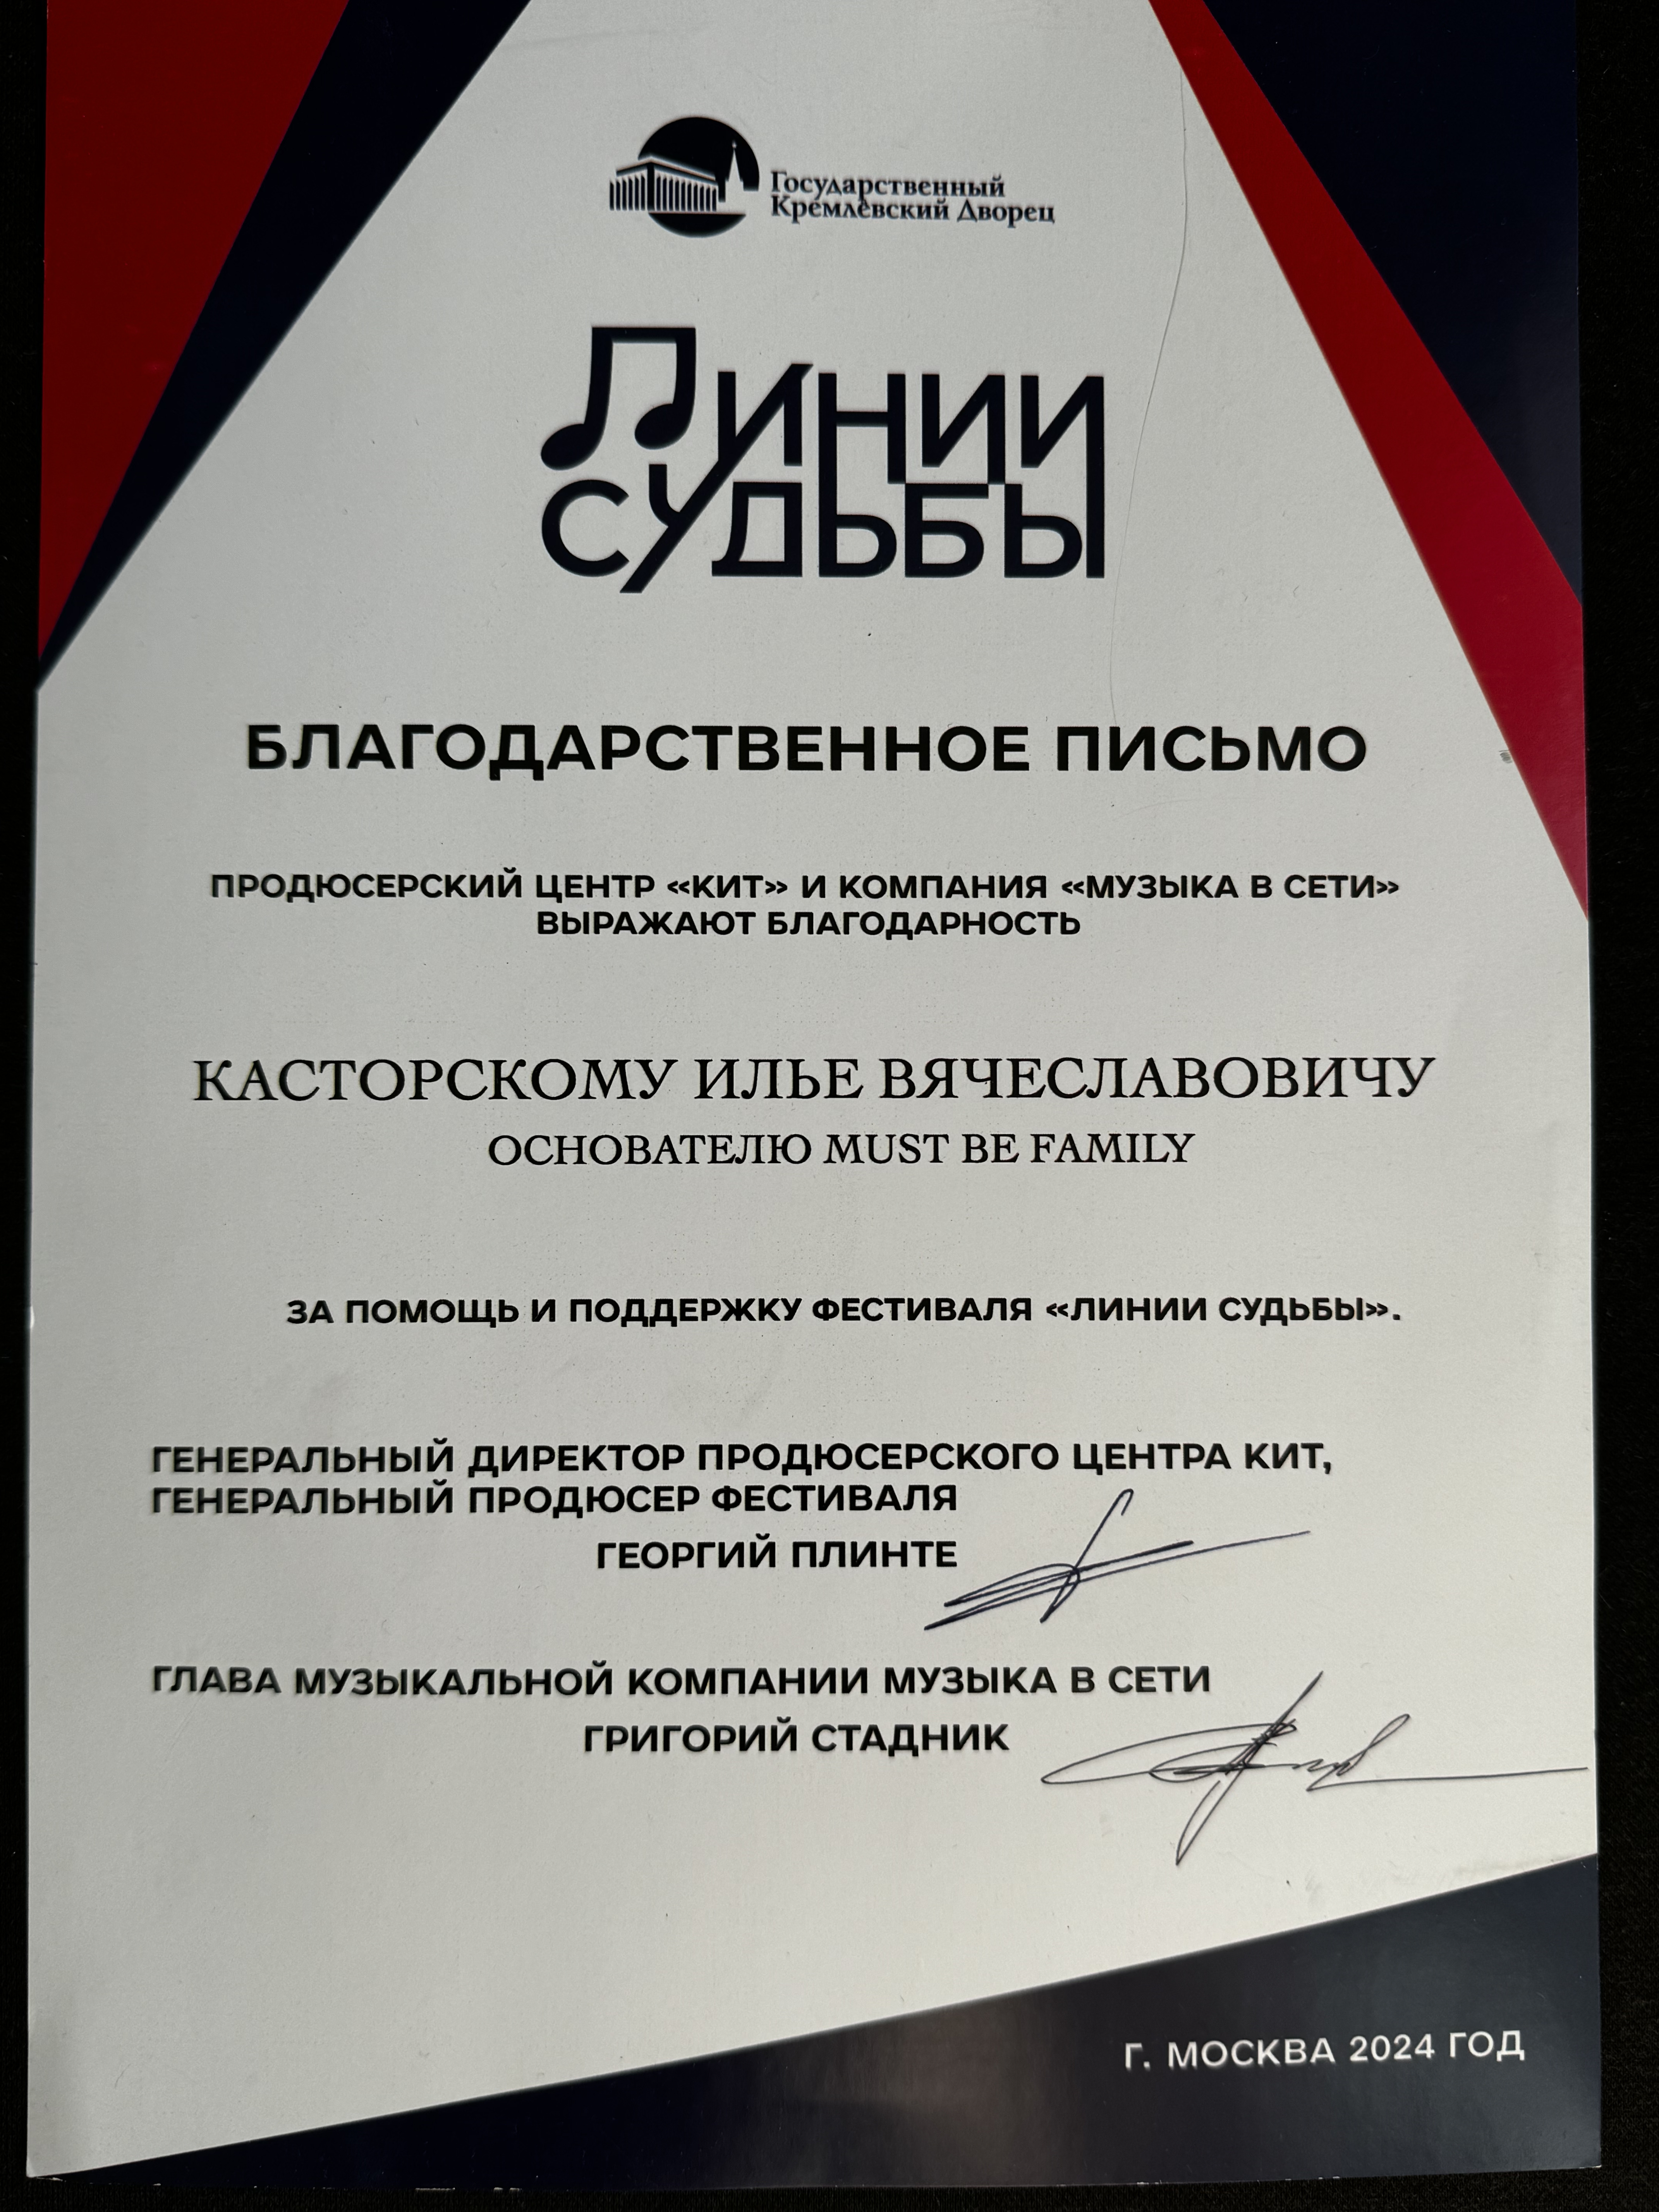 Государственный
Кремлёвский Дворец
ЛИНИИ
СУДЬБЫ
БЛАГОДАРСТВЕННОЕ ПИСЬМО
ПРОДЮСЕРСКИЙ ЦЕНТР «КИТ» И КОМПАНИЯ «МУЗЫКА В СЕТИ»
ВЫРАЖАЮТ БЛАГОДАРНОСТЬ
КАСТОРСКОМУ ИЛЬЕ ВЯЧЕСЛАВОВИЧУ
ОСНОВАТЕЛЮ MUST BE FAMILY
ЗА ПОМОЩЬ И ПОДДЕРЖКУ ФЕСТИВАЛЯ «ЛИНИИ СУДЬБЫ».
ГЕНЕРАЛЬНЫЙ ДИРЕКТОР ПРОДЮСЕРСКОГО ЦЕНТРА КИТ,
ГЕНЕРАЛЬНЫЙ ПРОДЮСЕР ФЕСТИВАЛЯ
ГЕОРГИЙ ПЛИНТЕ
ГЛАВА МУЗЫКАЛЬНОЙ КОМПАНИИ МУЗЫКА В СЕТИ
ГРИГОРИЙ СТАДНИК
Г. МОСКВА 2024 ГОД